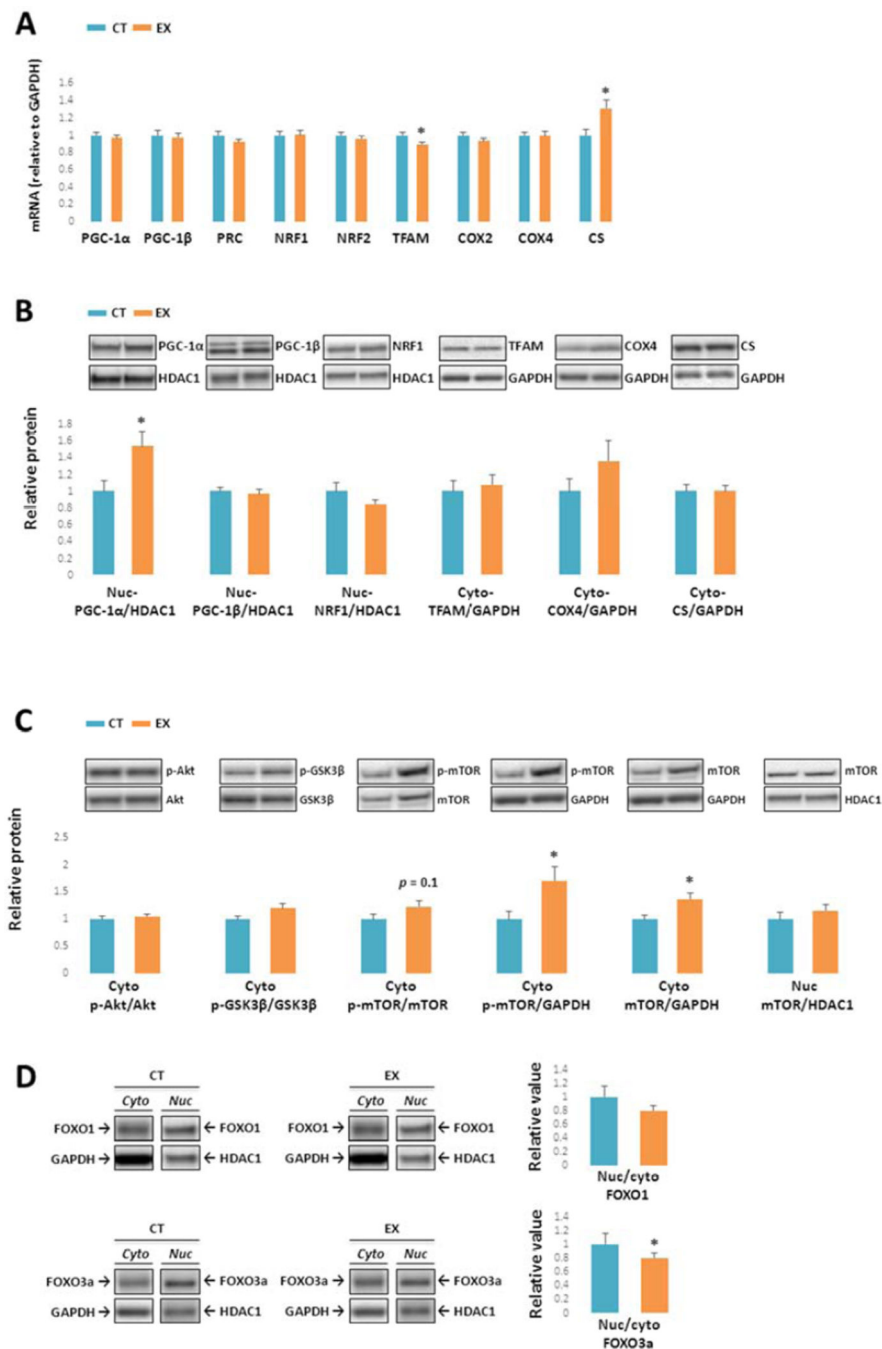 A
CT EX
mRNA (relative to GAPDH)
1.6
1.4
1.2
1
0.8
0.6
0.4
0.2
0
*
*
PGC-1α PGC-1β PRC NRF1 NRF2 TFAM COX2 COX4 CS
B
CT EX
PGC-1α PGC-1β NRF1 TFAM COX4 CS
HDAC1 HDAC1 HDAC1 GAPDH GAPDH GAPDH
Relative protein
1.8
1.6
1.4
1.2
1
0.8
0.6
0.4
0.2
0
*
Nuc- Nuc- Nuc- Cyto- Cyto- Cyto-
PGC-1α/HDAC1 PGC-1β/HDAC1 NRF1/HDAC1 TFAM/GAPDH COX4/GAPDH CS/GAPDH
C
CT EX
p-Akt p-GSK3β p-mTOR p-mTOR mTOR mTOR
Akt GSK3β mTOR GAPDH GAPDH HDAC1
Relative protein
2.5
2
1.5
1
0.5
0
p = 0.1
*
*
Cyto Cyto Cyto Cyto Cyto Nuc
p-Akt/Akt p-GSK3β/GSK3β p-mTOR/mTOR p-mTOR/GAPDH mTOR/GAPDH mTOR/HDAC1
D
CT EX
Cyto Nuc Cyto Nuc
FOXO1→ ←FOXO1 FOXO1→ ←FOXO1
GAPDH→ ←HDAC1 GAPDH→ ←HDAC1
Relative value
1.4
1.2
1
0.8
0.6
0.4
0.2
0
Nuc/cyto
FOXO1
CT EX
Cyto Nuc Cyto Nuc
FOXO3a→ ←FOXO3a FOXO3a→ ←FOXO3a
GAPDH→ ←HDAC1 GAPDH→ ←HDAC1
Relative value
1.4
1.2
1
0.8
0.6
0.4
0.2
0
*
Nuc/cyto
FOXO3a